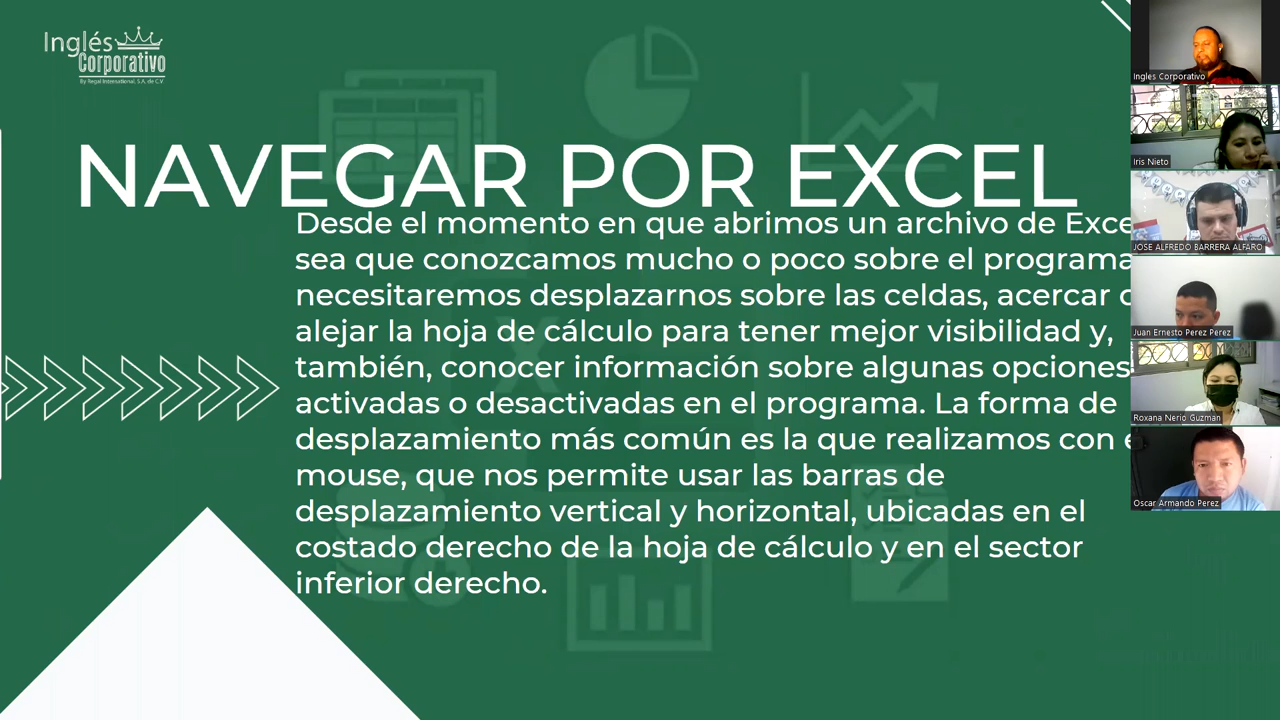 Inglés
Corporativo
By Regal International, S.A. de C.V
NAVEGAR POR EXCEL
Desde el momento en que abrimos un archivo de Exce
sea que conozcamos mucho o poco sobre el programa
necesitaremos desplazarnos sobre las celdas, acercar
alejar la hoja de cálculo para tener mejor visibilidad y,
también, conocer información sobre algunas opciones
activadas o desactivadas en el programa. La forma de
desplazamiento más común es la que realizamos con
mouse, que nos permite usar las barras de
desplazamiento vertical y horizontal, ubicadas en el
costado derecho de la hoja de cálculo y en el sector
inferior derecho.
Ingles Corporativo
Iris Nieto
JOSE ALFREDO BARRERA ALFARO
Juan Ernesto Perez Perez
Roxana Nerio Guzman
Oscar Armando Perez